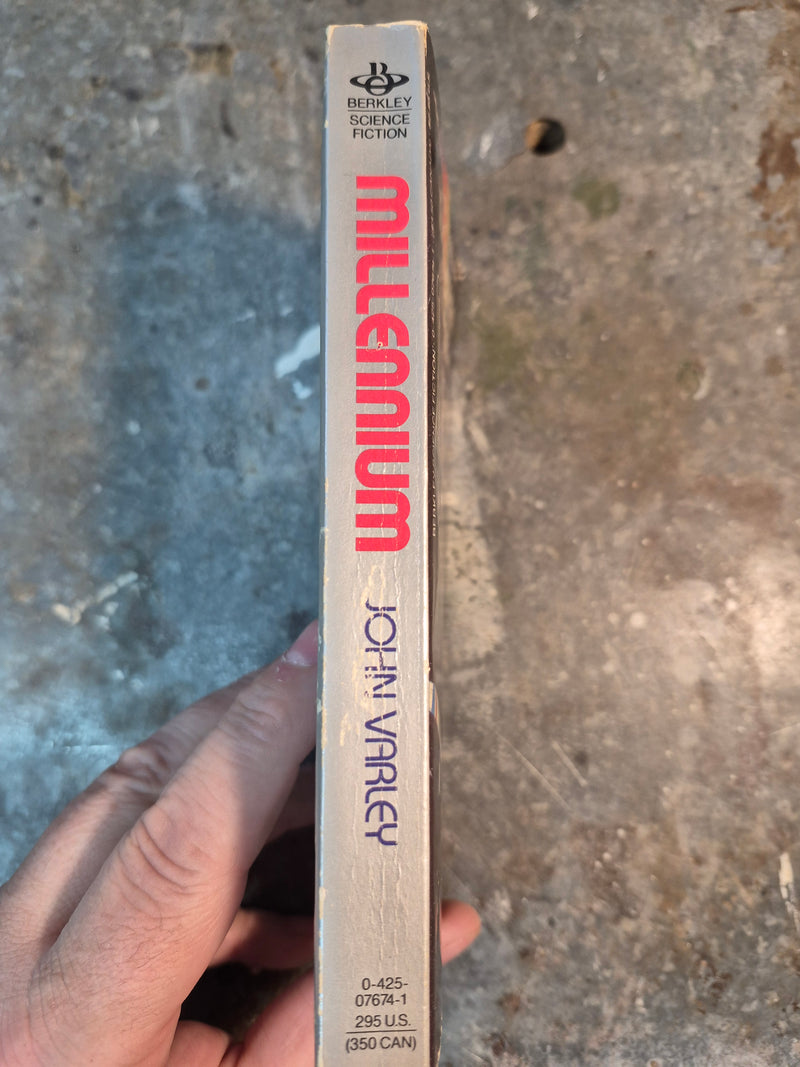 BERKLEY
SCIENCE
FICTION
MILLENNIUM
JOHN VARLEY
0-425-
07674-1
295 U.S.
(350 CAN)